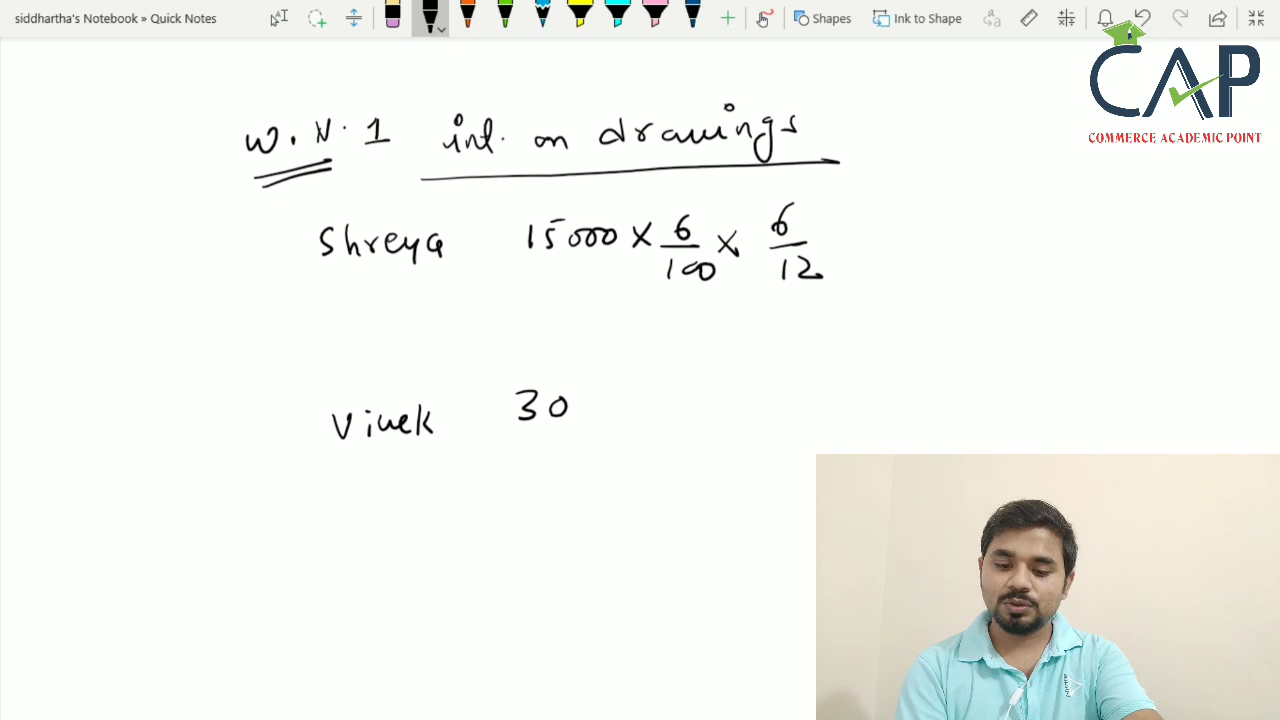 siddhartha's Notebook » Quick Notes
Shapes
Ink to Shape
CAP
COMMERCE ACADEMIC POINT
W.N.1 int. on drawings
Shreya 15000 × 6/100 × 6/12
Vivek 30